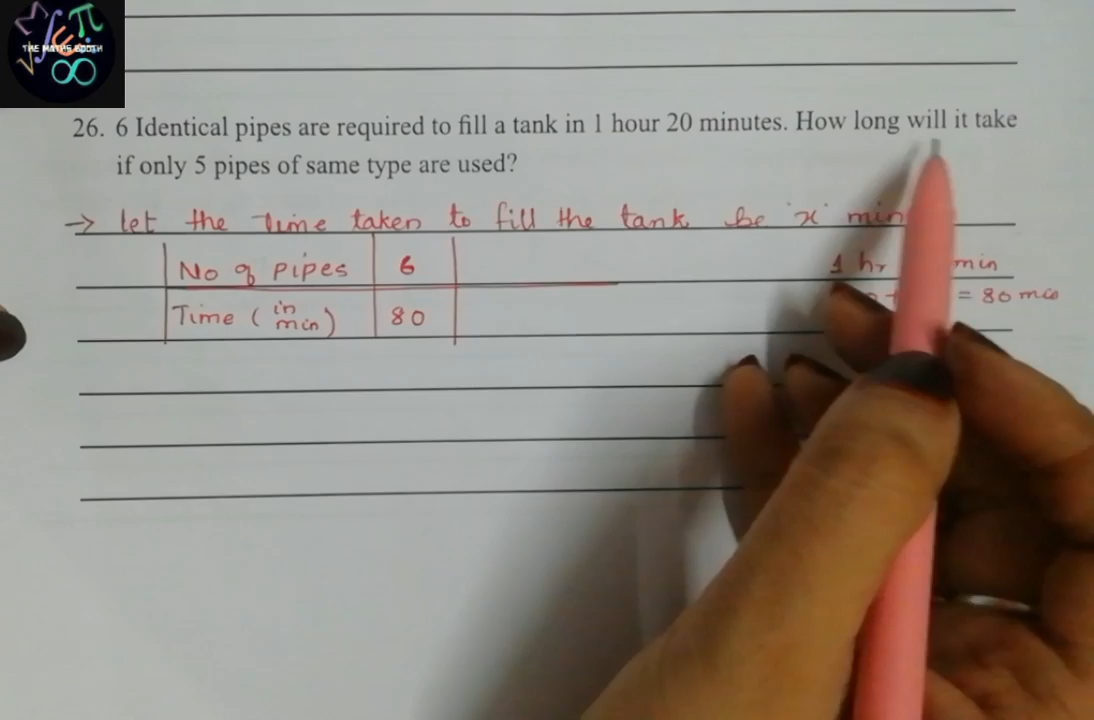 THE MATHS BOOTH
26. 6 Identical pipes are required to fill a tank in 1 hour 20 minutes. How long will it take
if only 5 pipes of same type are used?
→ let the Time taken to fill the tank be 'x' min
No of pipes 6
1 hr min
Time (in min) 80
= 80 min